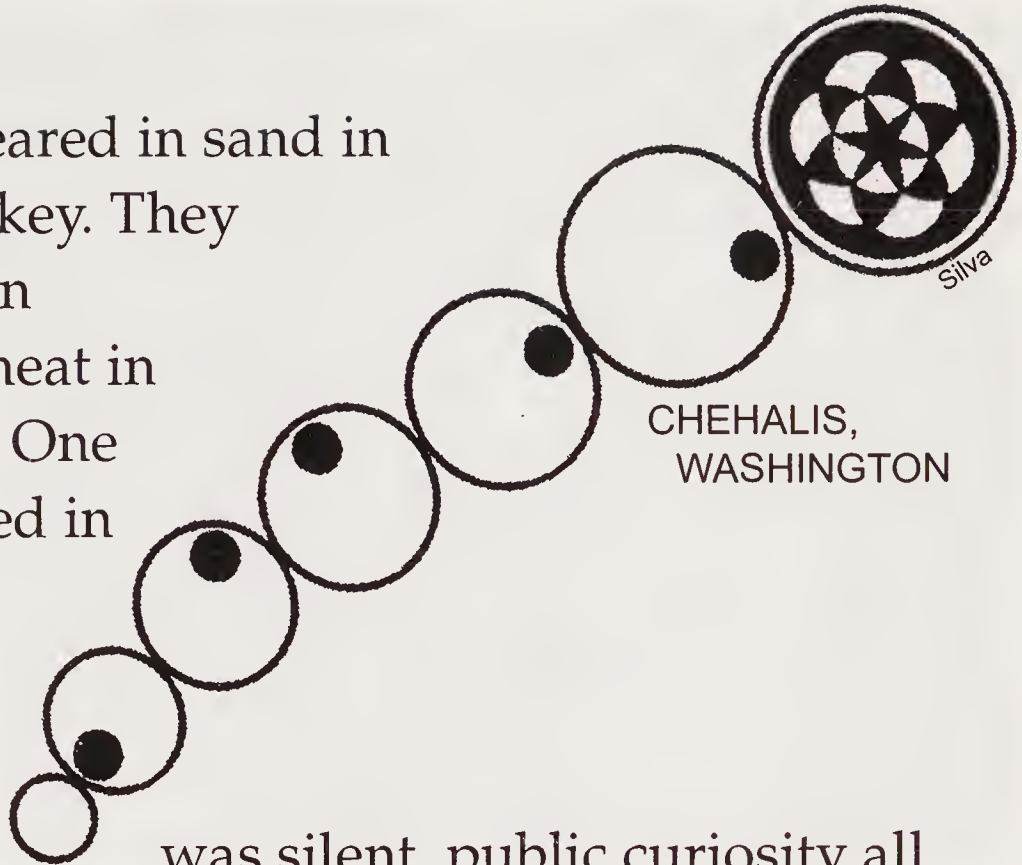 eared in sand in
key. They
n
heat in
One
ed in
Silva
CHEHALIS,
WASHINGTON
was silent, public curiosity all